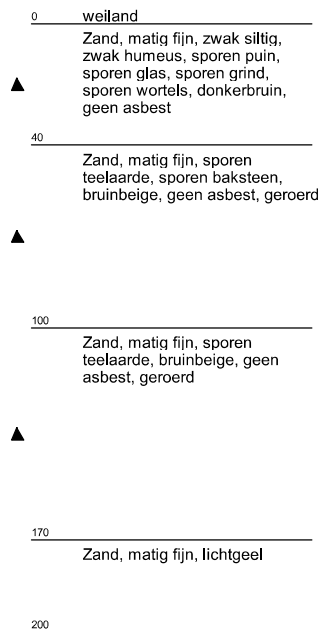 0 weiland
Zand, matig fijn, zwak siltig,
zwak humeus, sporen puin,
sporen glas, sporen grind,
sporen wortels, donkerbruin,
geen asbest
40
Zand, matig fijn, sporen
teelaarde, sporen baksteen,
bruinbeige, geen asbest, geroerd
100
Zand, matig fijn, sporen
teelaarde, bruinbeige, geen
asbest, geroerd
170
Zand, matig fijn, lichtgeel
200